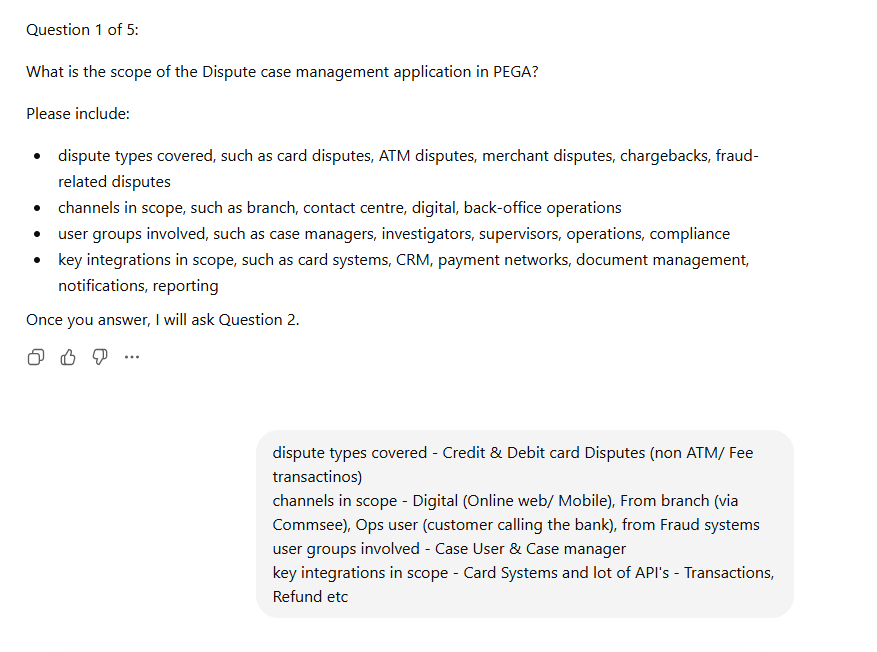 Question 1 of 5:
What is the scope of the Dispute case management application in PEGA?
Please include:
• dispute types covered, such as card disputes, ATM disputes, merchant disputes, chargebacks, fraud-
related disputes
• channels in scope, such as branch, contact centre, digital, back-office operations
• user groups involved, such as case managers, investigators, supervisors, operations, compliance
• key integrations in scope, such as card systems, CRM, payment networks, document management,
notifications, reporting
Once you answer, I will ask Question 2.
dispute types covered - Credit & Debit card Disputes (non ATM/ Fee
transactinos)
channels in scope - Digital (Online web/ Mobile), From branch (via
Commsee), Ops user (customer calling the bank), from Fraud systems
user groups involved - Case User & Case manager
key integrations in scope - Card Systems and lot of API's - Transactions,
Refund etc